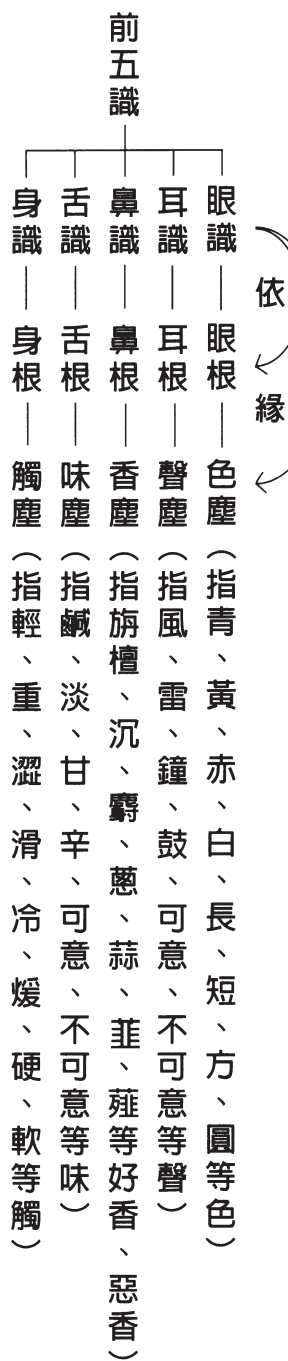 前五識
依
緣
眼識 眼根 色塵（指青、黃、赤、白、長、短、方、圓等色）
耳識 耳根 聲塵（指風、雷、鐘、鼓、可意、不可意等聲）
鼻識 鼻根 香塵（指旃檀、沉、麝、蔥、蒜、韮、薤等好香、惡香）
舌識 舌根 味塵（指鹹、淡、甘、辛、可意、不可意等味）
身識 身根 觸塵（指輕、重、澀、滑、冷、煖、硬、軟等觸）